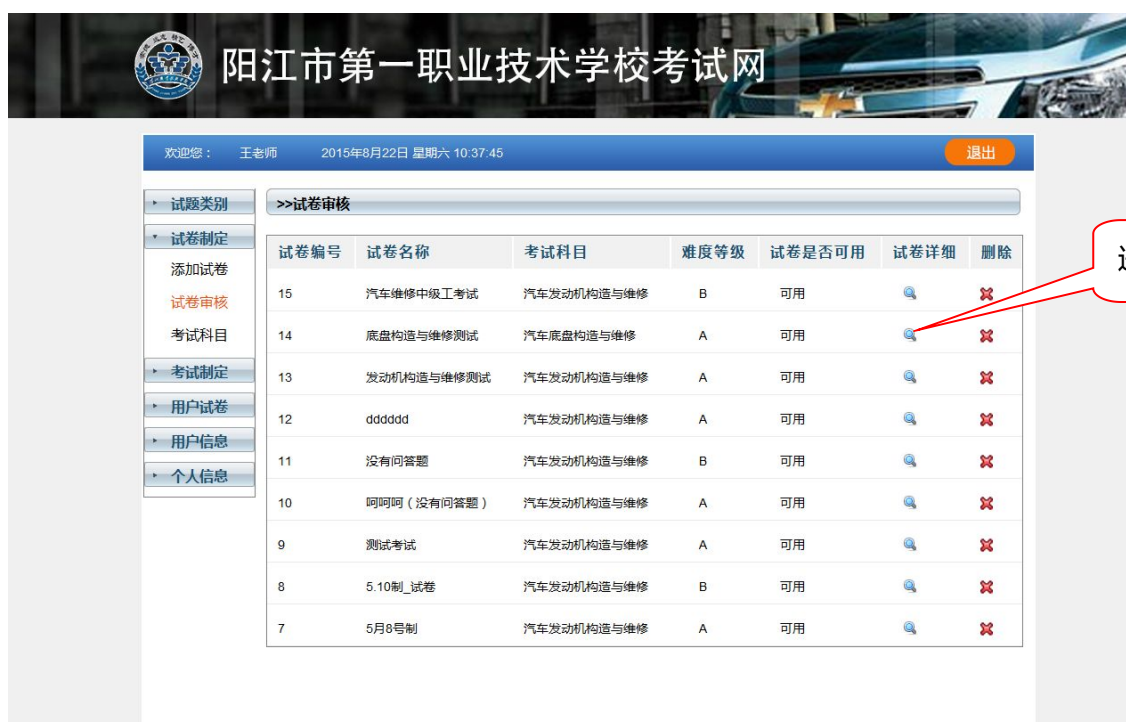 阳江市第一职业技术学校考试网
欢迎您： 王老师 2015年8月22日 星期六 10:37:45 退出
试题类别
试卷制定
添加试卷
试卷审核
考试科目
考试制定
用户试卷
用户信息
个人信息
>>试卷审核
试卷编号 试卷名称 考试科目 难度等级 试卷是否可用 试卷详细 删除
15 汽车维修中级工考试 汽车发动机构造与维修 B 可用
14 底盘构造与维修测试 汽车底盘构造与维修 A 可用
13 发动机构造与维修测试 汽车发动机构造与维修 A 可用
12 dddddd 汽车发动机构造与维修 A 可用
11 没有问答题 汽车发动机构造与维修 B 可用
10 呵呵呵（没有问答题） 汽车发动机构造与维修 A 可用
9 测试考试 汽车发动机构造与维修 A 可用
8 5.10制_试卷 汽车发动机构造与维修 B 可用
7 5月8号制 汽车发动机构造与维修 A 可用